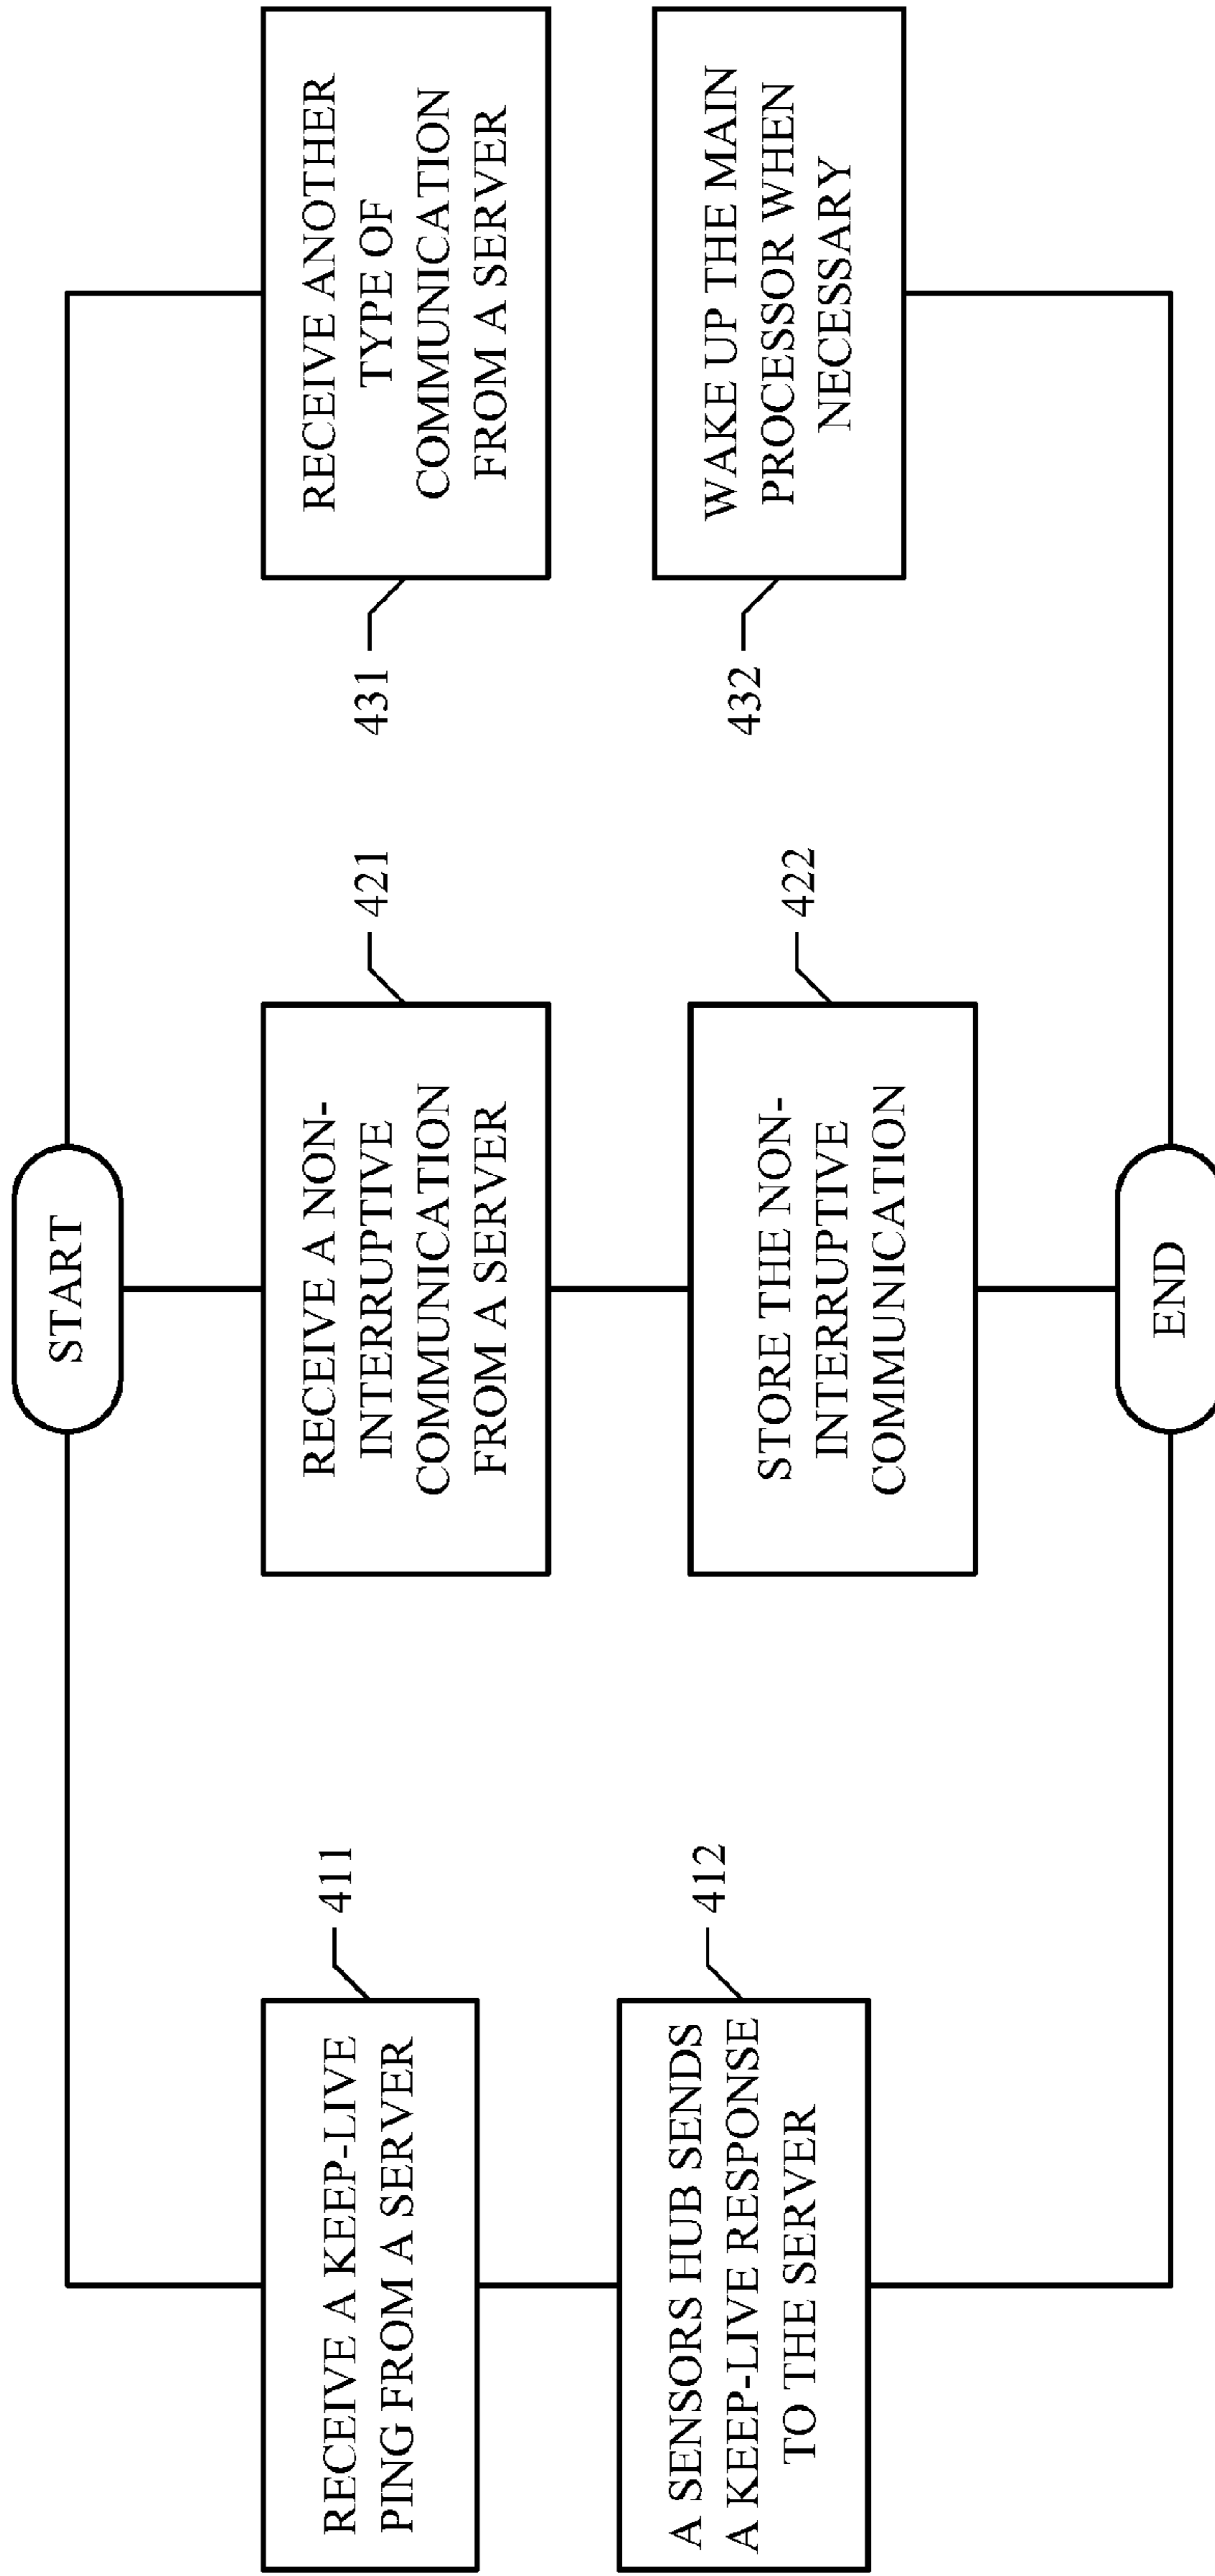 START
RECEIVE A KEEP-LIVE
PING FROM A SERVER
411
A SENSORS HUB SENDS
A KEEP-LIVE RESPONSE
TO THE SERVER
412
RECEIVE A NON-
INTERRUPTIVE
COMMUNICATION
FROM A SERVER
421
STORE THE NON-
INTERRUPTIVE
COMMUNICATION
422
RECEIVE ANOTHER
TYPE OF
COMMUNICATION
FROM A SERVER
431
WAKE UP THE MAIN
PROCESSOR WHEN
NECESSARY
432
END